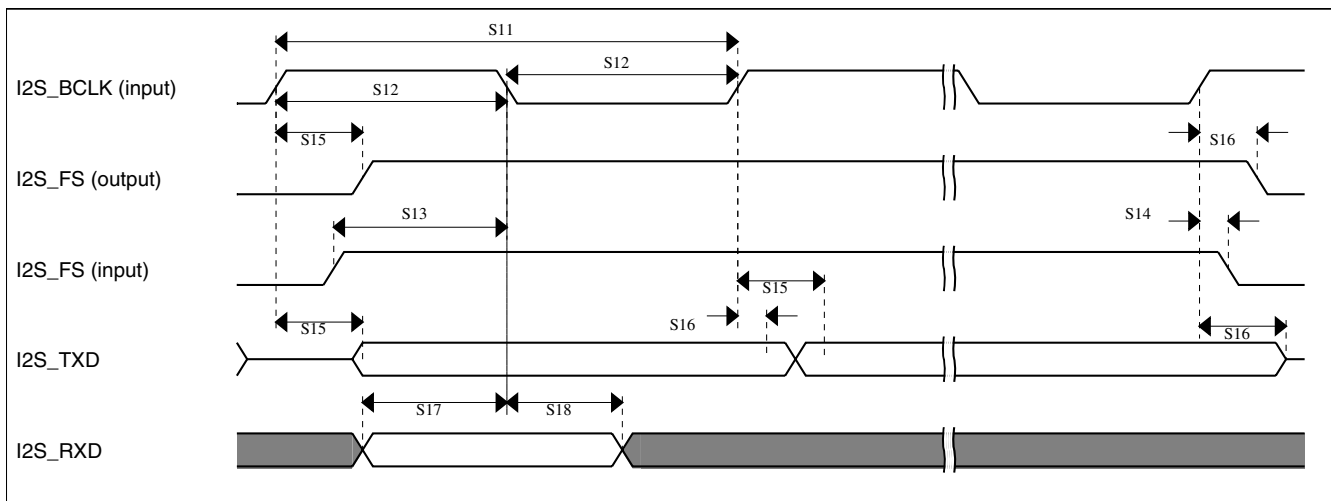 S11
S12
I2S_BCLK (input)
S12
S15
S16
I2S_FS (output)
S13
S14
I2S_FS (input)
S15
S15
S16
S16
I2S_TXD
S17
S18
I2S_RXD